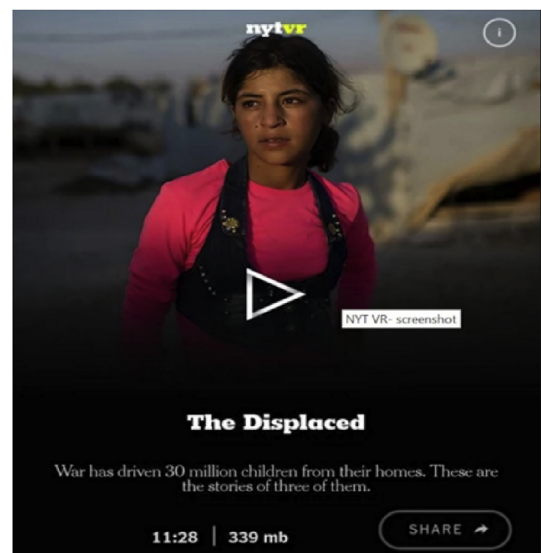 nytvr
i
NYT VR- screenshot
The Displaced
War has driven 30 million children from their homes. These are
the stories of three of them.
11:28 | 339 mb
SHARE